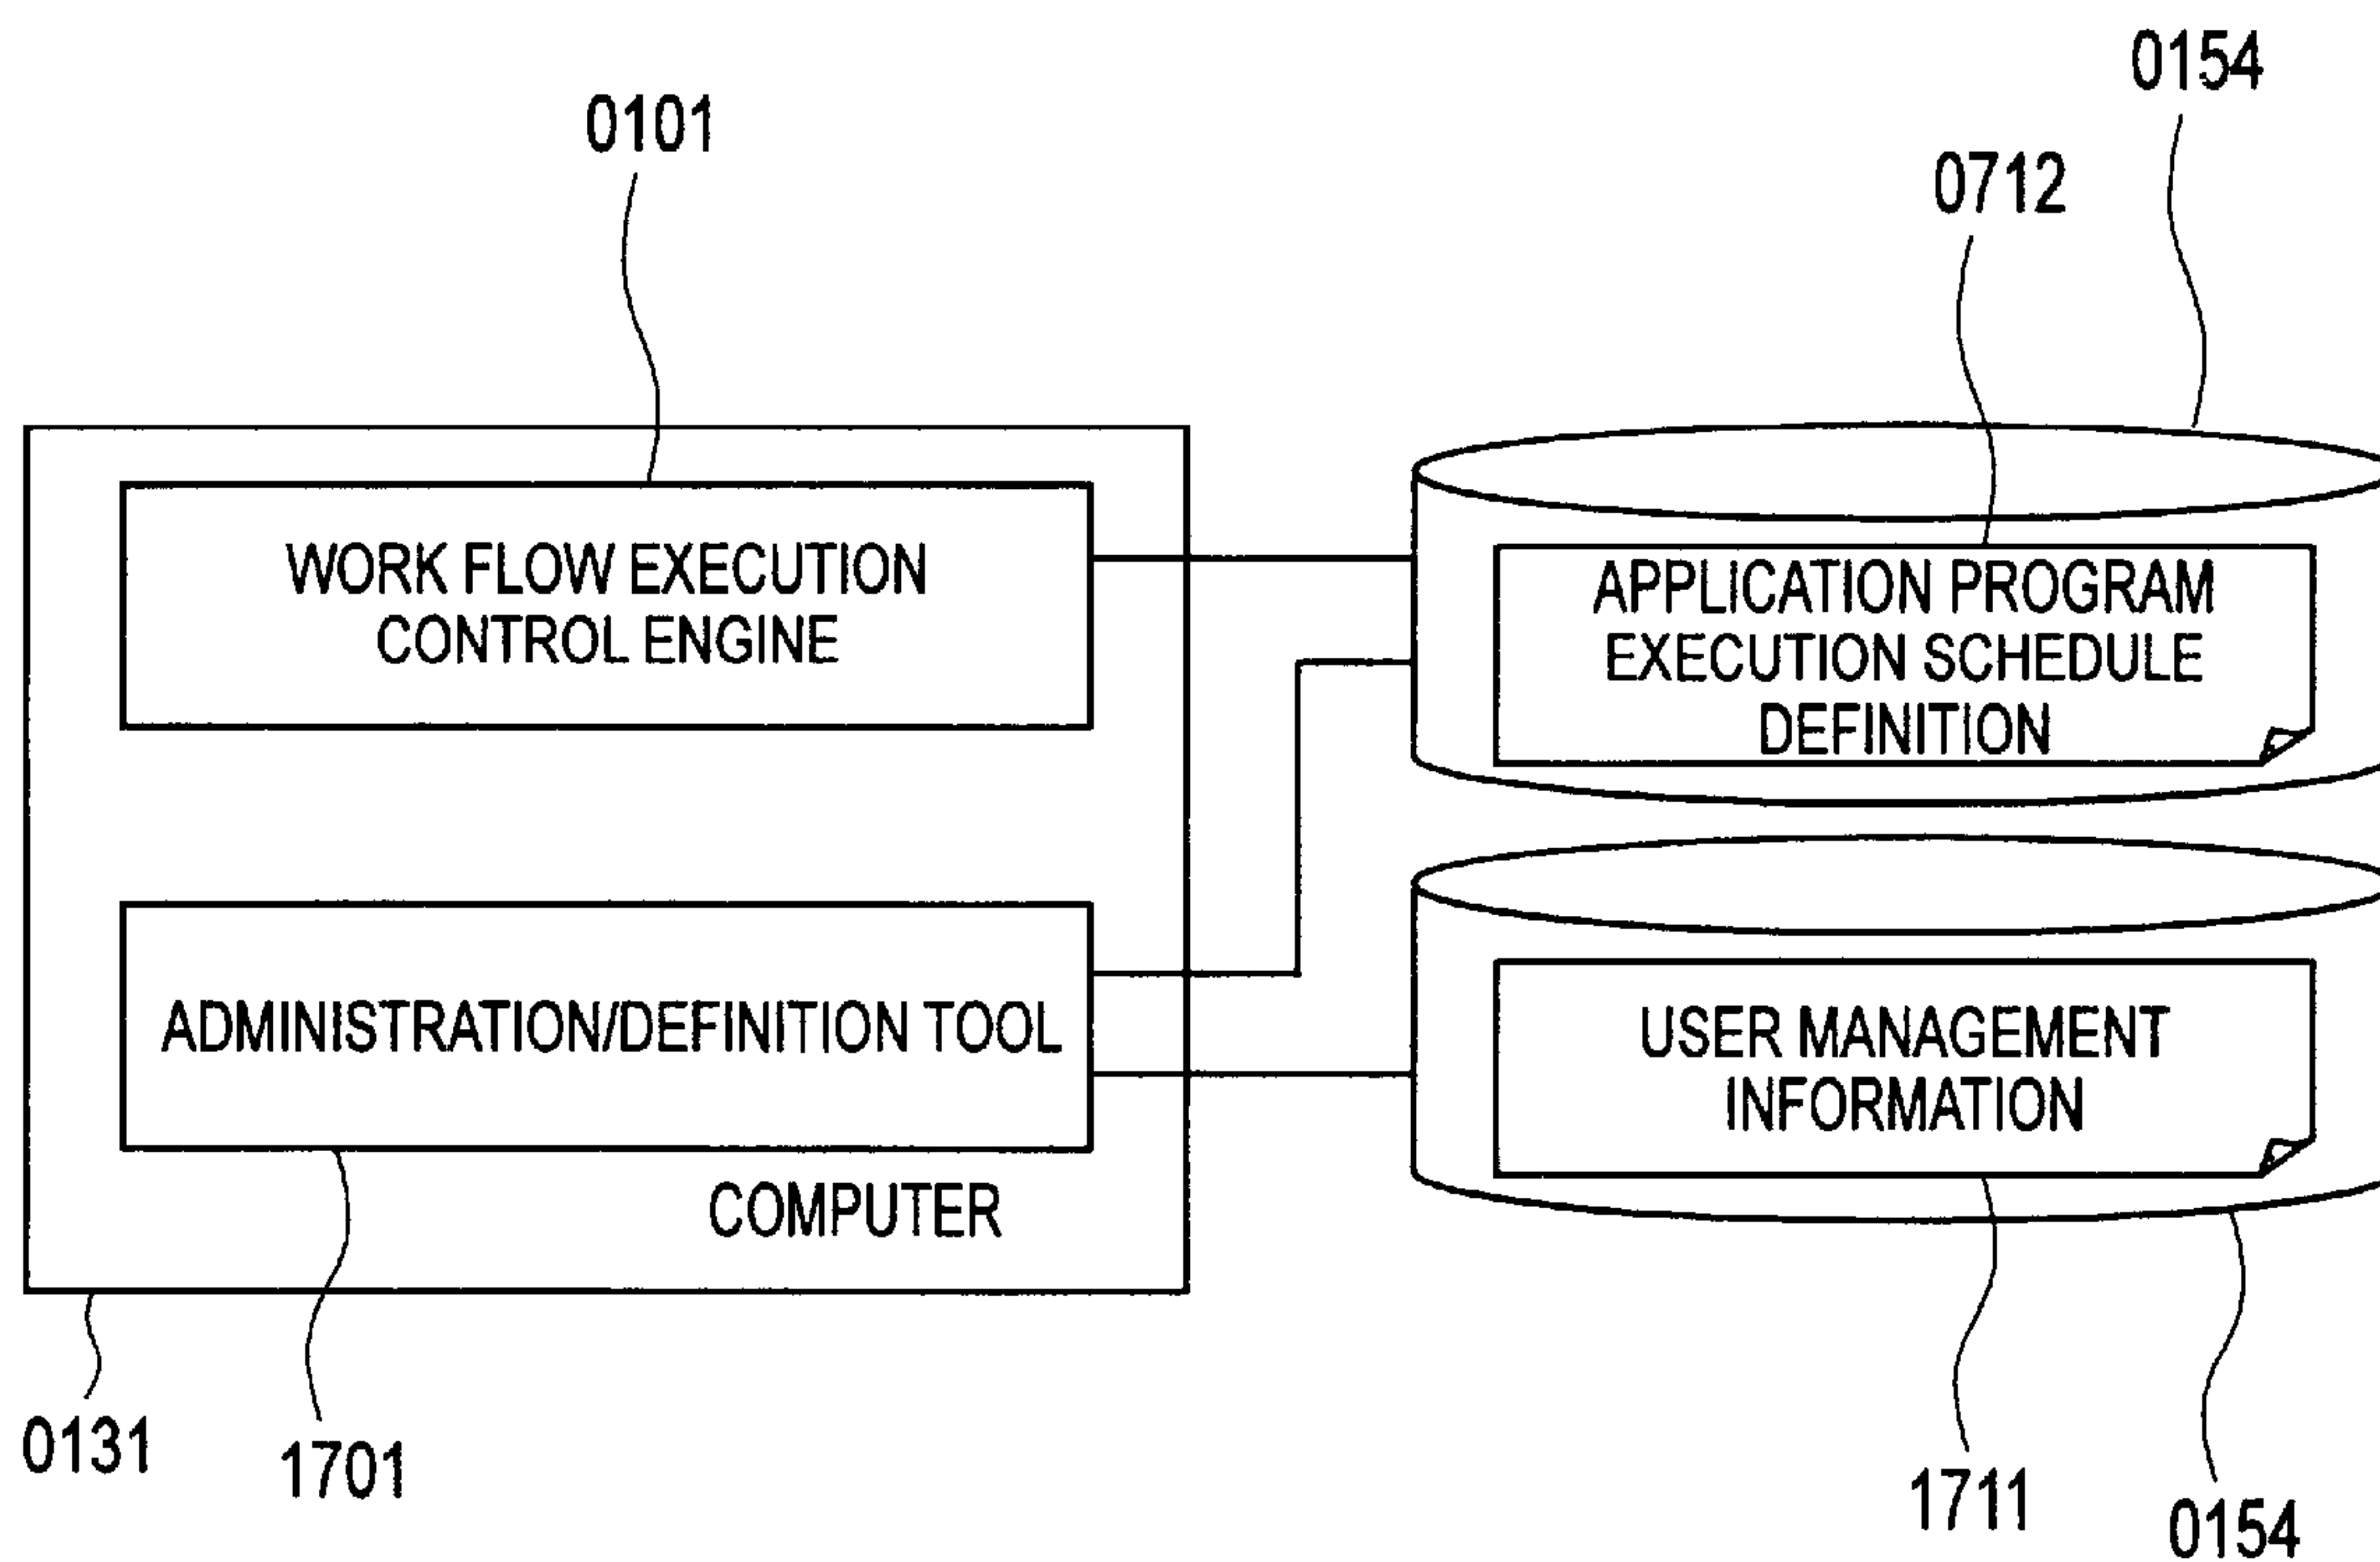 0154
0101
0712
WORK FLOW EXECUTION
CONTROL ENGINE
APPLICATION PROGRAM
EXECUTION SCHEDULE
DEFINITION
ADMINISTRATION/DEFINITION TOOL
USER MANAGEMENT
INFORMATION
COMPUTER
0131
1701
1711
0154